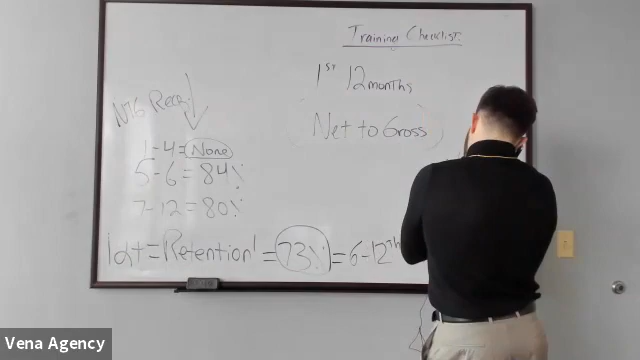 Training Checklist:
1st 12 months
(Net to Gross)
NTG Req.
1-4 = None
5-6 = 84%
7-12 = 80%
= Retention = 73% = 6-12th
Vena Agency